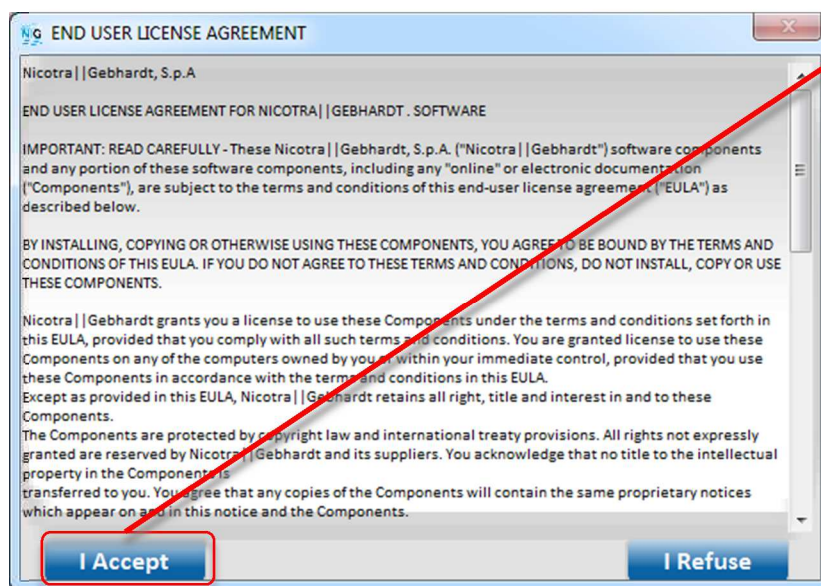 NG END USER LICENSE AGREEMENT
Nicotra||Gebhardt, S.p.A
END USER LICENSE AGREEMENT FOR NICOTRA||GEBHARDT . SOFTWARE
IMPORTANT: READ CAREFULLY - These Nicotra||Gebhardt, S.p.A. ("Nicotra||Gebhardt") software components
and any portion of these software components, including any "online" or electronic documentation
("Components"), are subject to the terms and conditions of this end-user license agreement ("EULA") as
described below.
BY INSTALLING, COPYING OR OTHERWISE USING THESE COMPONENTS, YOU AGREE TO BE BOUND BY THE TERMS AND
CONDITIONS OF THIS EULA. IF YOU DO NOT AGREE TO THESE TERMS AND CONDITIONS, DO NOT INSTALL, COPY OR USE
THESE COMPONENTS.
Nicotra||Gebhardt grants you a license to use these Components under the terms and conditions set forth in
this EULA, provided that you comply with all such terms and conditions. You are granted license to use these
Components on any of the computers owned by you or within your immediate control, provided that you use
these Components in accordance with the terms and conditions in this EULA.
Except as provided in this EULA, Nicotra||Gebhardt retains all right, title and interest in and to these
Components.
The Components are protected by copyright law and international treaty provisions. All rights not expressly
granted are reserved by Nicotra||Gebhardt and its suppliers. You acknowledge that no title to the intellectual
property in the Components is
transferred to you. You agree that any copies of the Components will contain the same proprietary notices
which appear on and in this notice and the Components.
I Accept
I Refuse